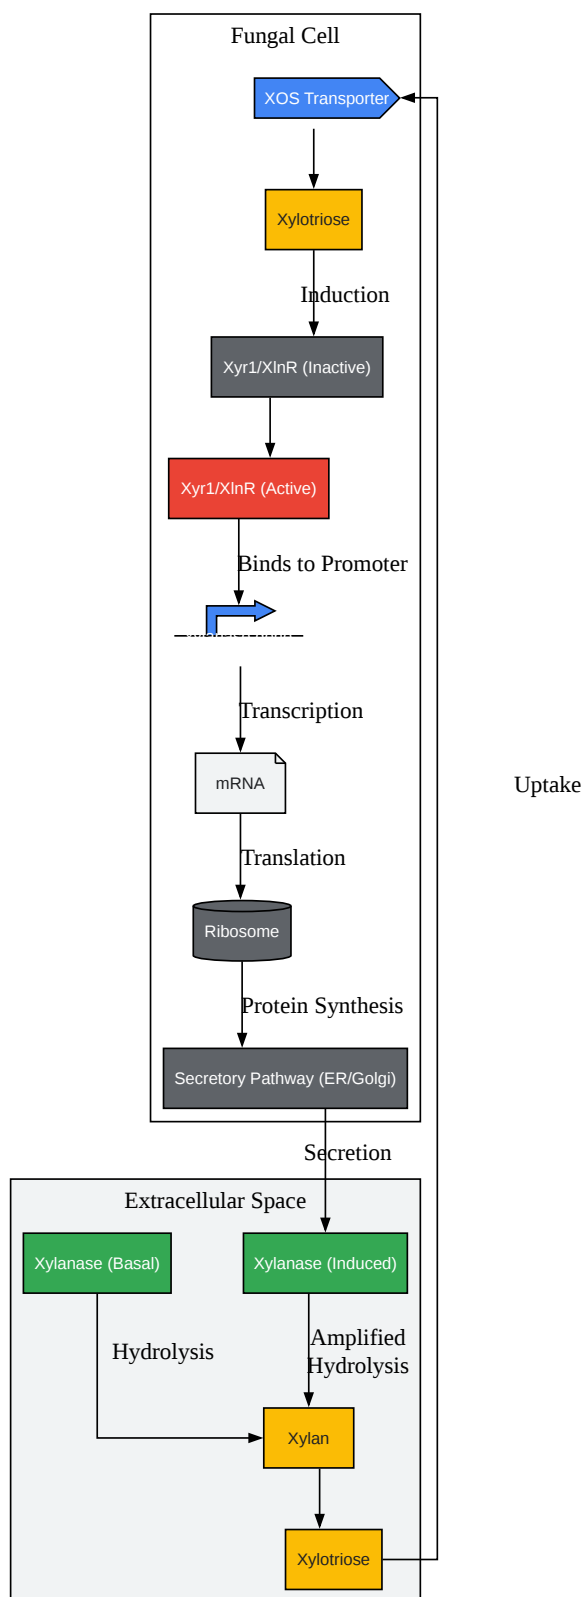 Fungal Cell
XOS Transporter
Xylotriose
Induction
Xyr1/XlnR (Inactive)
Xyr1/XlnR (Active)
Binds to Promoter
Transcription
mRNA
Uptake
Translation
Ribosome
Protein Synthesis
Secretory Pathway (ER/Golgi)
Secretion
Extracellular Space
Xylanase (Basal)
Xylanase (Induced)
Hydrolysis
Amplified
Hydrolysis
Xylan
Xylotriose